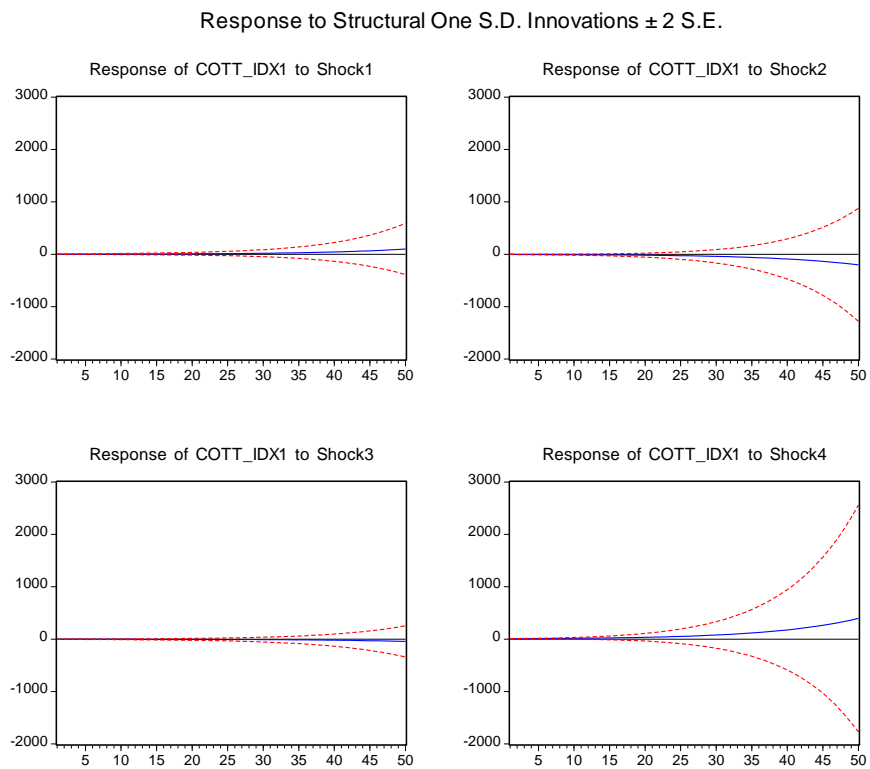 Response to Structural One S.D. Innovations ± 2 S.E.
Response of COTT_IDX1 to Shock1
3000
2000
1000
0
-1000
-2000
5 10 15 20 25 30 35 40 45 50
Response of COTT_IDX1 to Shock2
3000
2000
1000
0
-1000
-2000
5 10 15 20 25 30 35 40 45 50
Response of COTT_IDX1 to Shock3
3000
2000
1000
0
-1000
-2000
5 10 15 20 25 30 35 40 45 50
Response of COTT_IDX1 to Shock4
3000
2000
1000
0
-1000
-2000
5 10 15 20 25 30 35 40 45 50